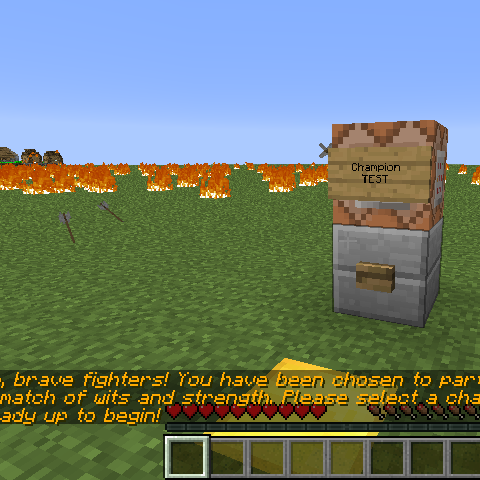 Champion
TEST
, brave fighters! You have been chosen to part
match of wits and strength. Please select a cha
ady up to begin!